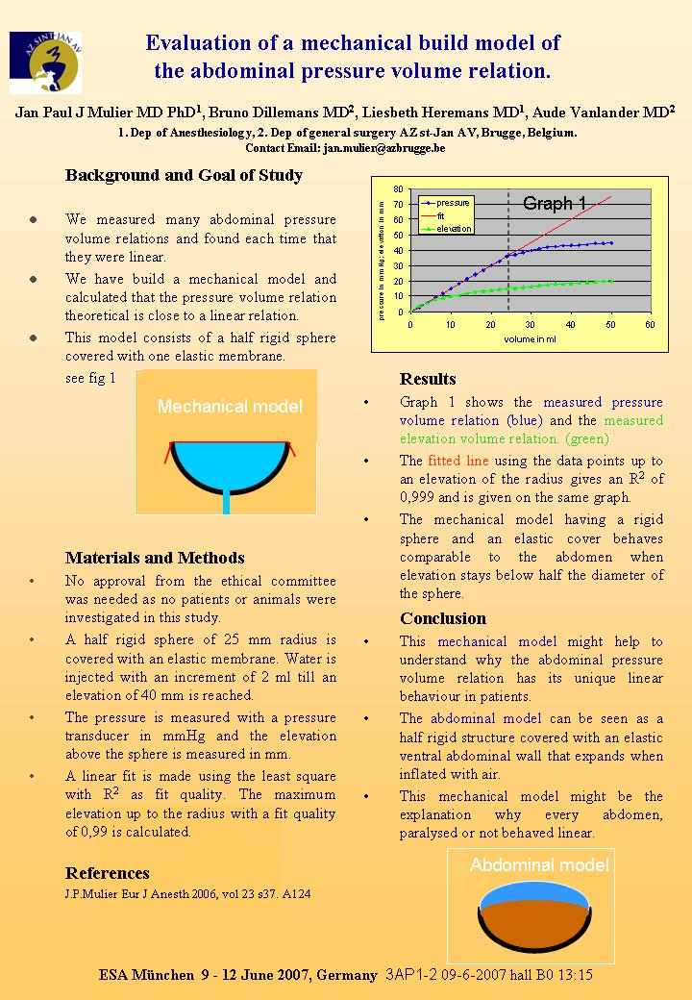 AZ SINT-JAN AV
Evaluation of a mechanical build model of
the abdominal pressure volume relation.
Jan Paul J Mulier MD PhD1, Bruno Dillemans MD2, Liesbeth Heremans MD1, Aude Vanlander MD2
1. Dep of Anesthesiology, 2. Dep of general surgery AZ st-Jan AV, Brugge, Belgium.
Contact Email: jan.mulier@azbrugge.be
Background and Goal of Study
● We measured many abdominal pressure
volume relations and found each time that
they were linear.
● We have build a mechanical model and
calculated that the pressure volume relation
theoretical is close to a linear relation.
● This model consists of a half rigid sphere
covered with one elastic membrane.
see fig 1
Mechanical model
Materials and Methods
• No approval from the ethical committee
was needed as no patients or animals were
investigated in this study.
• A half rigid sphere of 25 mm radius is
covered with an elastic membrane. Water is
injected with an increment of 2 ml till an
elevation of 40 mm is reached.
• The pressure is measured with a pressure
transducer in mmHg and the elevation
above the sphere is measured in mm.
• A linear fit is made using the least square
with R2 as fit quality. The maximum
elevation up to the radius with a fit quality
of 0,99 is calculated.
References
J.P.Mulier Eur J Anesth 2006, vol 23 s37. A124
Graph 1
pressure
fit
elevation
pressure in mmHg; elevation in mm
80
70
60
50
40
30
20
10
0
0 10 20 30 40 50 60
volume in ml
Results
• Graph 1 shows the measured pressure
volume relation (blue) and the measured
elevation volume relation. (green)
• The fitted line using the data points up to
an elevation of the radius gives an R2 of
0,999 and is given on the same graph.
• The mechanical model having a rigid
sphere and an elastic cover behaves
comparable to the abdomen when
elevation stays below half the diameter of
the sphere.
Conclusion
• This mechanical model might help to
understand why the abdominal pressure
volume relation has its unique linear
behaviour in patients.
• The abdominal model can be seen as a
half rigid structure covered with an elastic
ventral abdominal wall that expands when
inflated with air.
• This mechanical model might be the
explanation why every abdomen,
paralysed or not behaved linear.
Abdominal model
ESA München 9 - 12 June 2007, Germany 3AP1-2 09-6-2007 hall B0 13:15